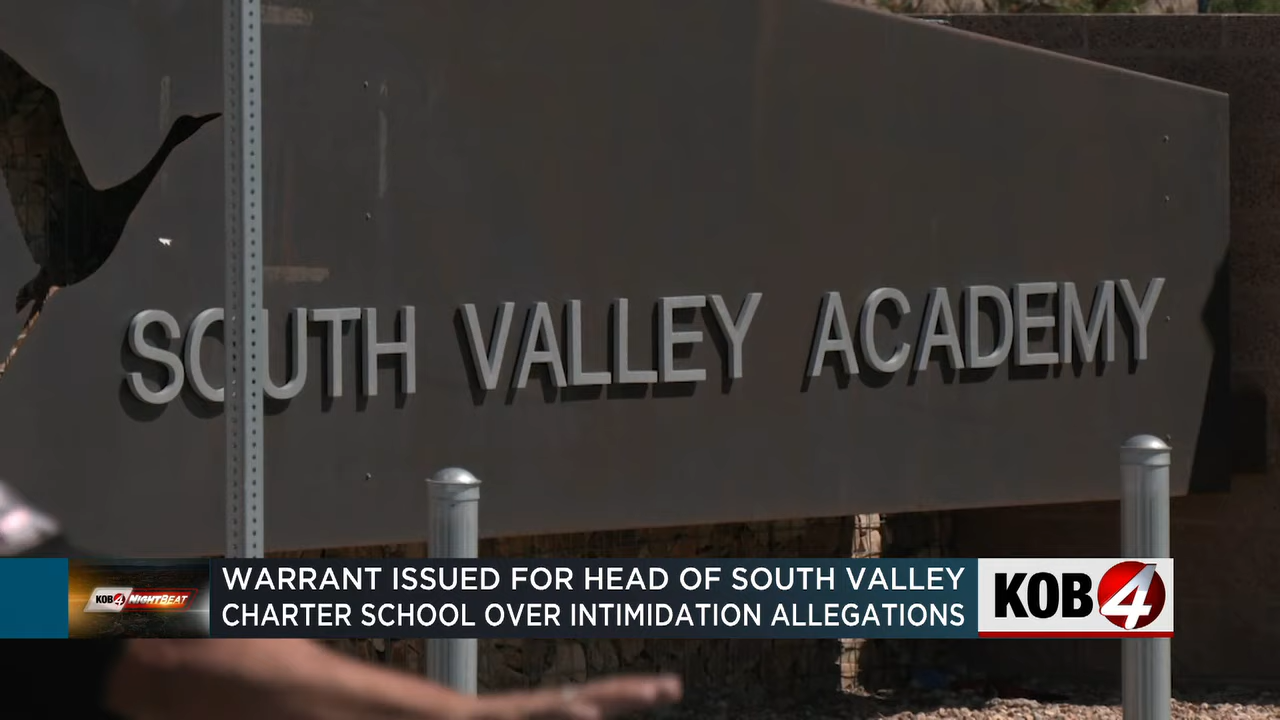 SOUTH VALLEY ACADEMY
KOB4 NIGHTBEAT
WARRANT ISSUED FOR HEAD OF SOUTH VALLEY
CHARTER SCHOOL OVER INTIMIDATION ALLEGATIONS
KOB4